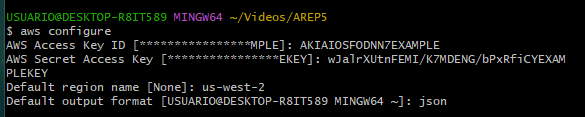 USUARIO@DESKTOP-R8IT589 MINGW64 ~/Videos/AREP5
$ aws configure
AWS Access Key ID [****************MPLE]: AKIAIOSFODNN7EXAMPLE
AWS Secret Access Key [****************EKEY]: wJalrXUtnFEMI/K7MDENG/bPxRfiCYEXAM
PLEKEY
Default region name [None]: us-west-2
Default output format [USUARIO@DESKTOP-R8IT589 MINGW64 ~]: json